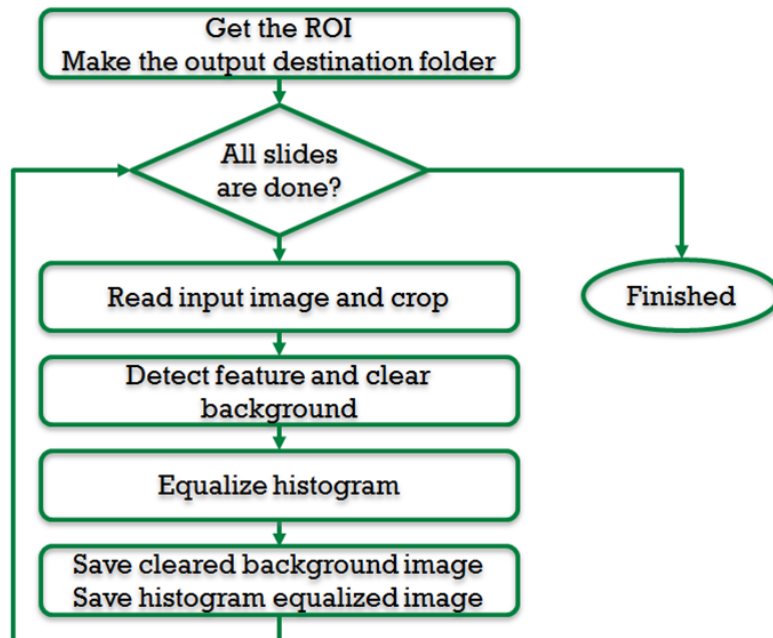 Get the ROI
Make the output destination folder
All slides
are done?
Read input image and crop
Finished
Detect feature and clear
background
Equalize histogram
Save cleared background image
Save histogram equalized image